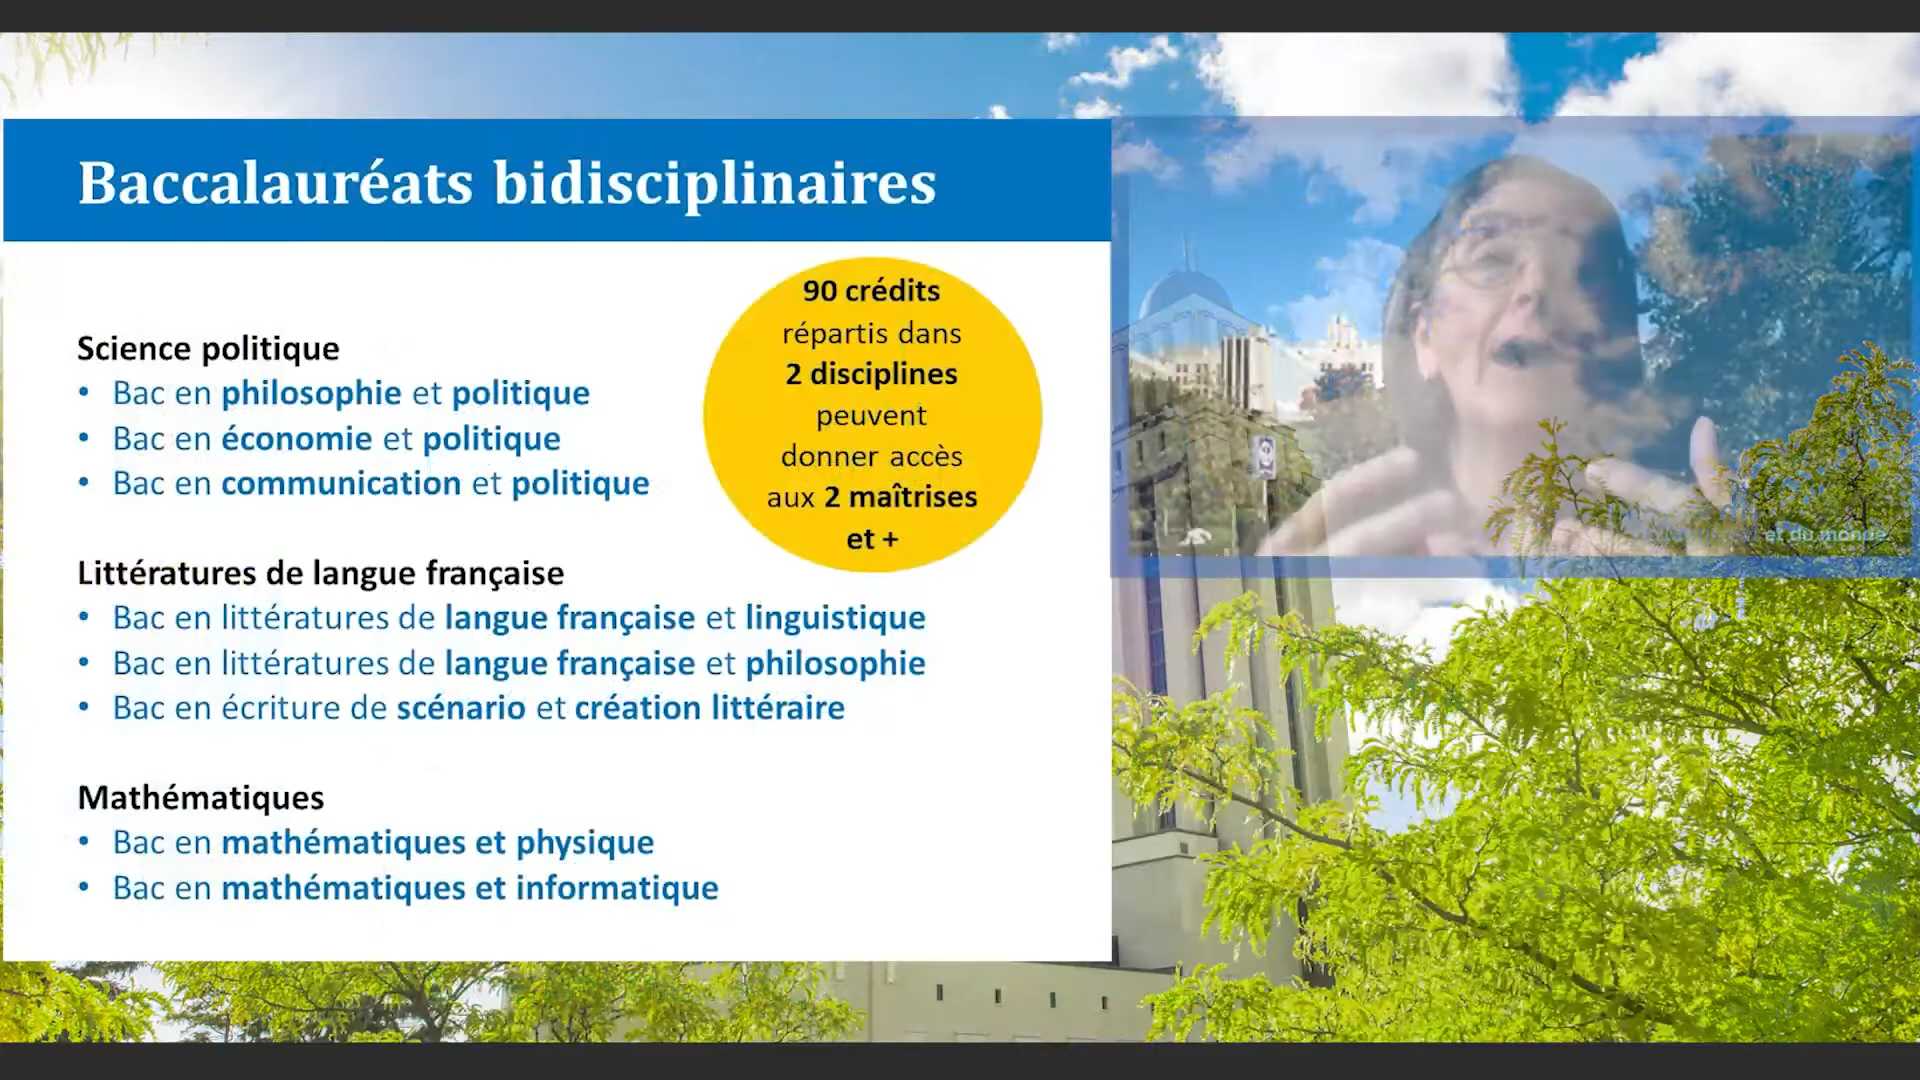 Baccalauréats bidisciplinaires
90 crédits
répartis dans
2 disciplines
peuvent
donner accès
aux 2 maîtrises
et +
Science politique
• Bac en philosophie et politique
• Bac en économie et politique
• Bac en communication et politique
Littératures de langue française
• Bac en littératures de langue française et linguistique
• Bac en littératures de langue française et philosophie
• Bac en écriture de scénario et création littéraire
Mathématiques
• Bac en mathématiques et physique
• Bac en mathématiques et informatique
et du monde.